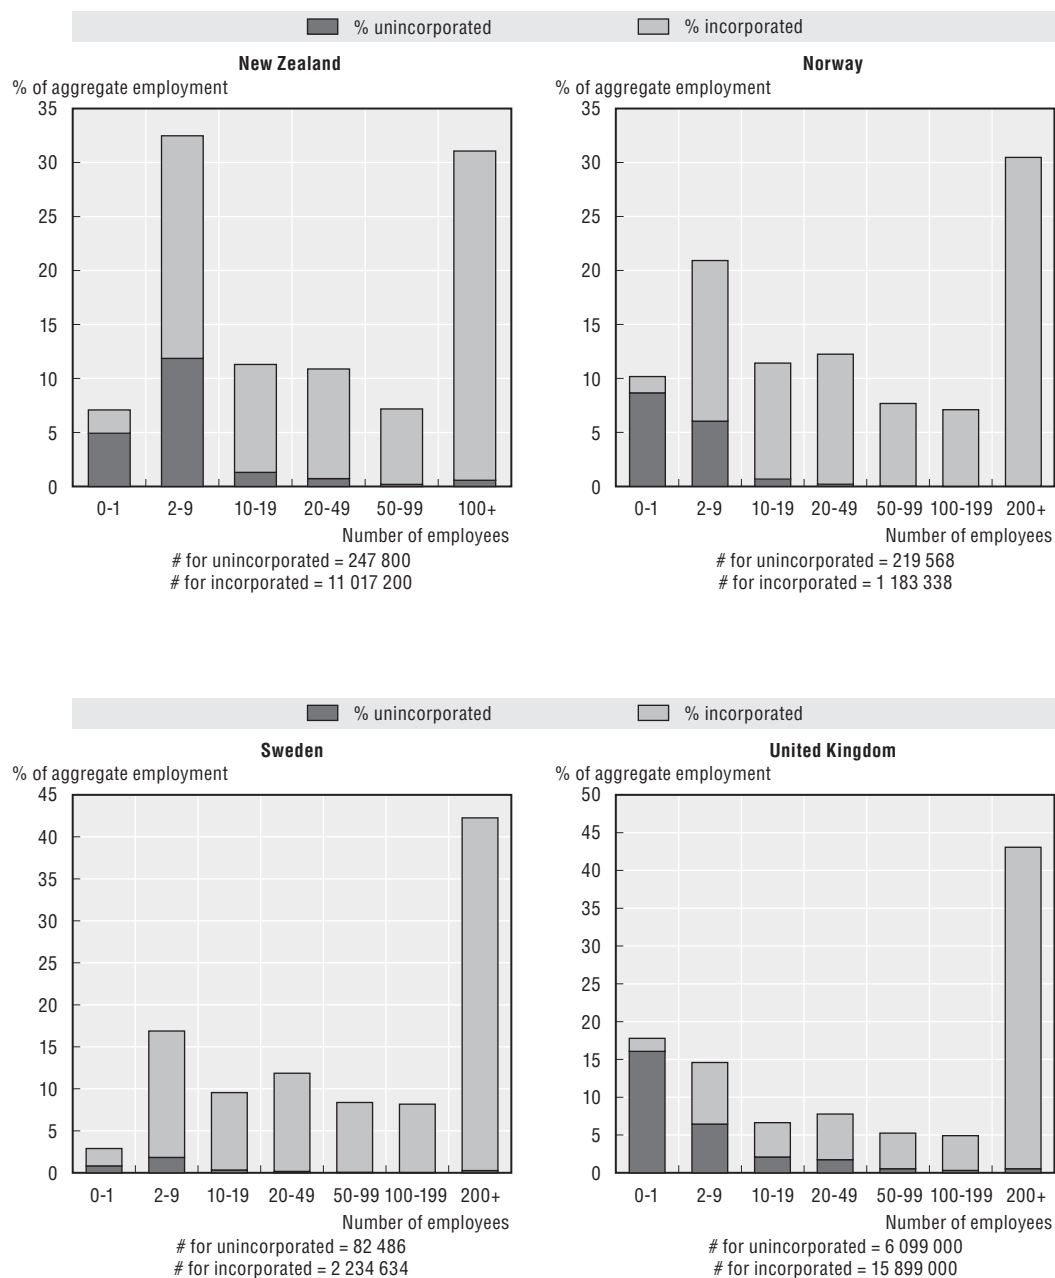 % unincorporated % incorporated
New Zealand
% of aggregate employment
35
30
25
20
15
10
5
0
0-1 2-9 10-19 20-49 50-99 100+
Number of employees
# for unincorporated = 247 800
# for incorporated = 11 017 200
Norway
% of aggregate employment
35
30
25
20
15
10
5
0
0-1 2-9 10-19 20-49 50-99 100-199 200+
Number of employees
# for unincorporated = 219 568
# for incorporated = 1 183 338
% unincorporated % incorporated
Sweden
% of aggregate employment
45
40
35
30
25
20
15
10
5
0
0-1 2-9 10-19 20-49 50-99 100-199 200+
Number of employees
# for unincorporated = 82 486
# for incorporated = 2 234 634
United Kingdom
% of aggregate employment
50
45
40
35
30
25
20
15
10
5
0
0-1 2-9 10-19 20-49 50-99 100-199 200+
Number of employees
# for unincorporated = 6 099 000
# for incorporated = 15 899 000